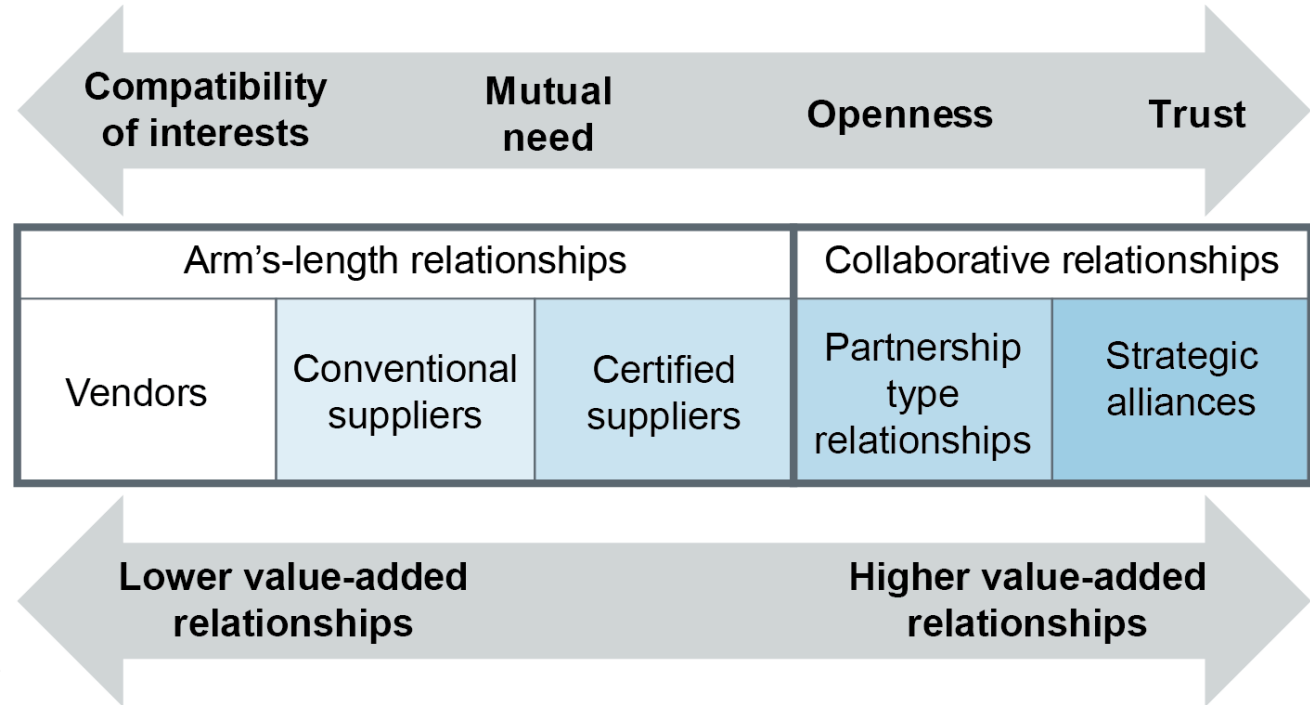 Compatibility
of interests
Mutual
need
Openness
Trust
Arm’s-length relationships
Collaborative relationships
Vendors
Conventional
suppliers
Certified
suppliers
Partnership
type
relationships
Strategic
alliances
Lower value-added
relationships
Higher value-added
relationships